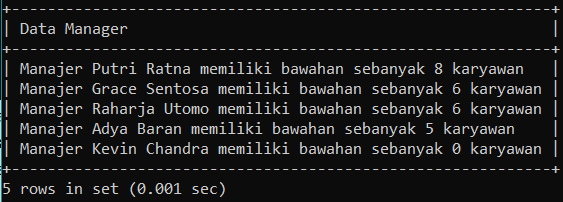 Data Manager
Manajer Putri Ratna memiliki bawahan sebanyak 8 karyawan
Manajer Grace Sentosa memiliki bawahan sebanyak 6 karyawan
Manajer Raharja Utomo memiliki bawahan sebanyak 6 karyawan
Manajer Adya Baran memiliki bawahan sebanyak 5 karyawan
Manajer Kevin Chandra memiliki bawahan sebanyak 0 karyawan
5 rows in set (0.001 sec)